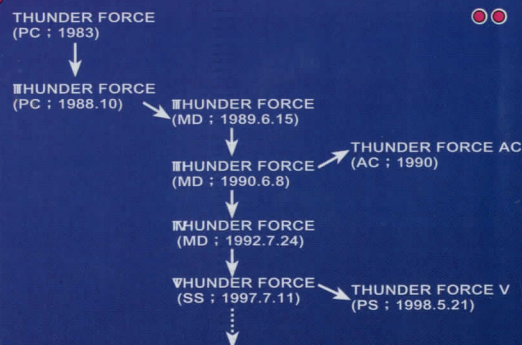 THUNDER FORCE
(PC ; 1983)
ⅡTHUNDER FORCE
(PC ; 1988.10)
ⅡTHUNDER FORCE
(MD ; 1989.6.15)
ⅢTHUNDER FORCE
(MD ; 1990.6.8)
THUNDER FORCE AC
(AC ; 1990)
ⅣTHUNDER FORCE
(MD ; 1992.7.24)
ⅤTHUNDER FORCE
(SS ; 1997.7.11)
THUNDER FORCE V
(PS ; 1998.5.21)